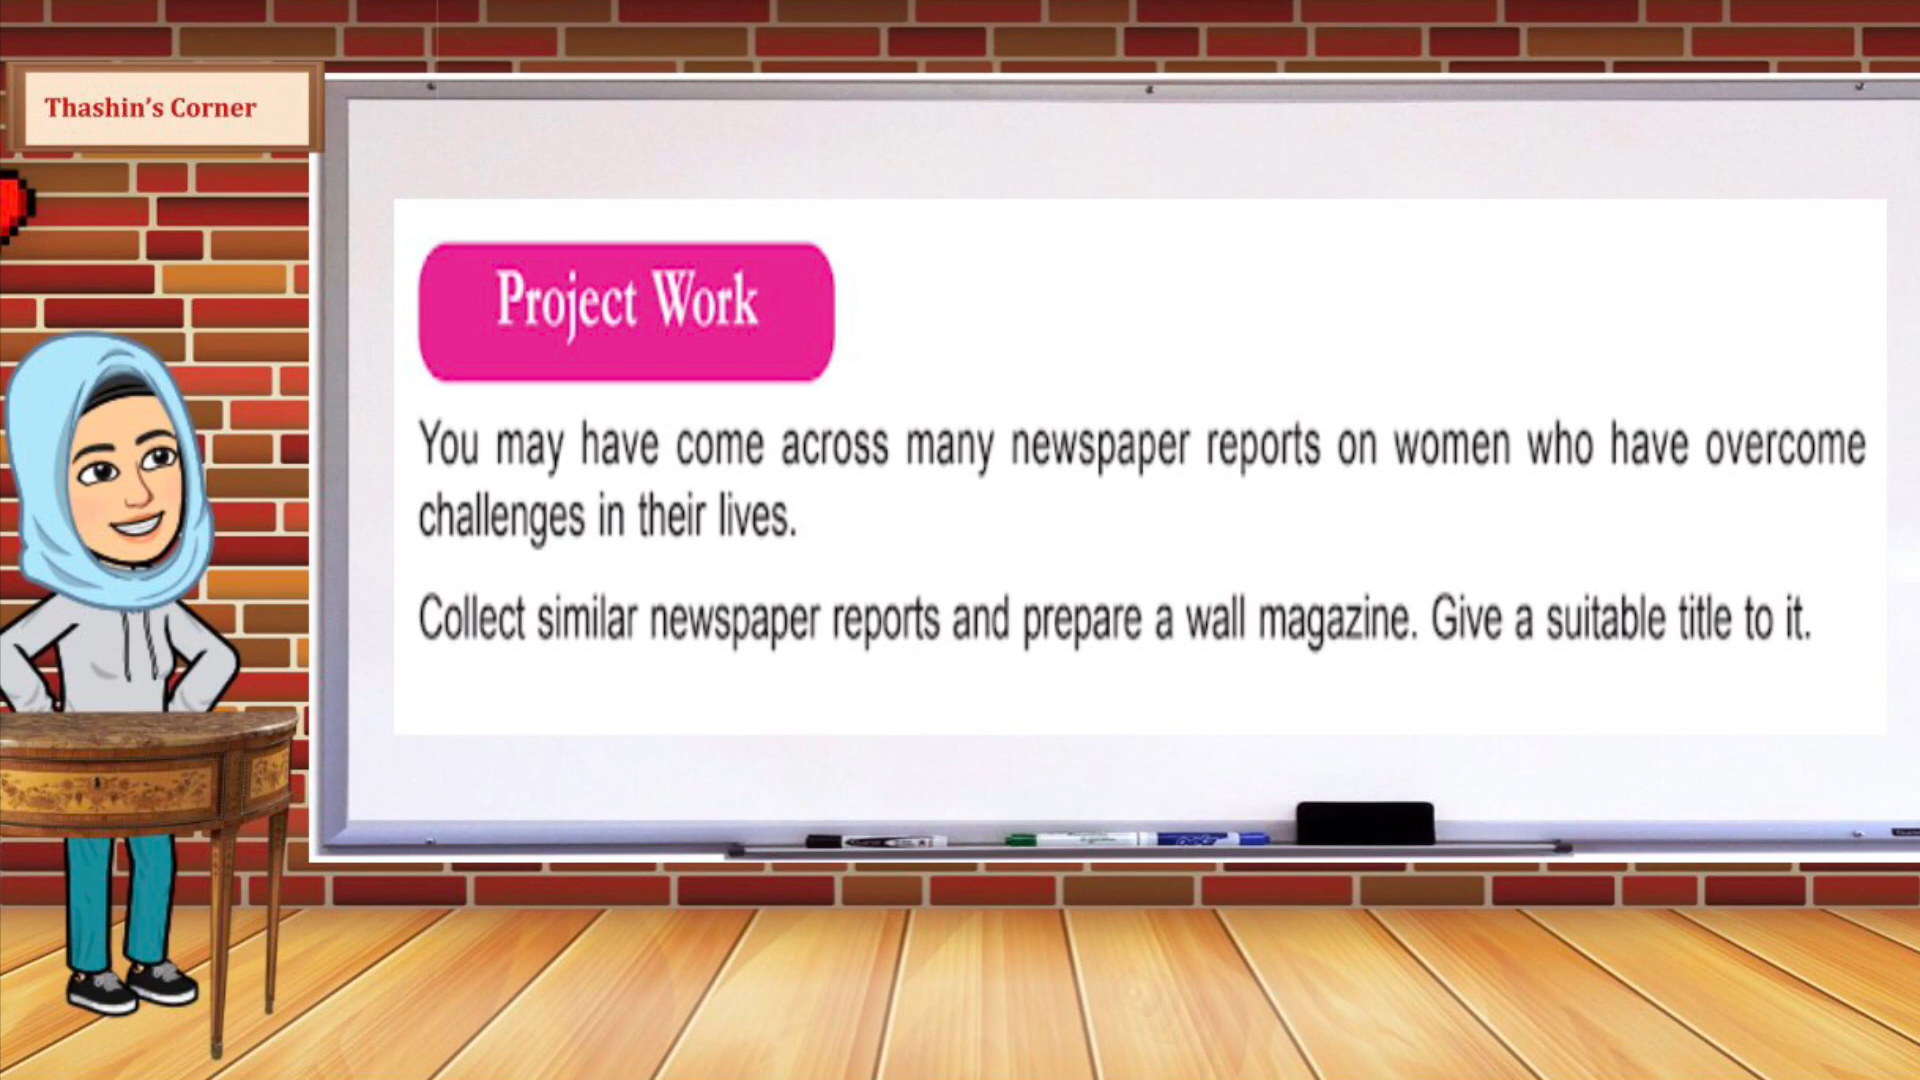 Thashin's Corner
Project Work
You may have come across many newspaper reports on women who have overcome
challenges in their lives.
Collect similar newspaper reports and prepare a wall magazine. Give a suitable title to it.